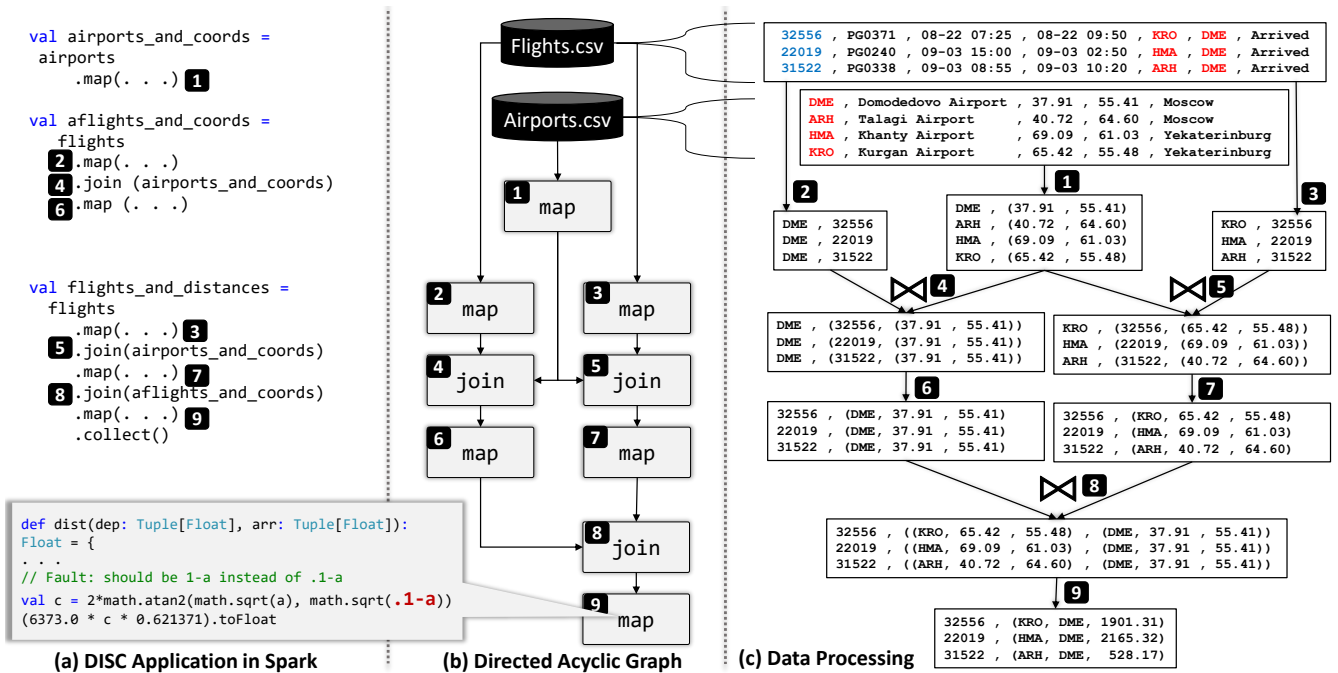 val airports_and_coords =
airports
.map(. . .) 1
val aflights_and_coords =
flights
2 .map(. . .)
4 .join (airports_and_coords)
6 .map (. . .)
val flights_and_distances =
flights
.map(. . .) 3
5 .join(airports_and_coords)
.map(. . .) 7
8 .join(aflights_and_coords)
.map(. . .) 9
.collect()
def dist(dep: Tuple[Float], arr: Tuple[Float]):
Float = {
. . .
// Fault: should be 1-a instead of .1-a
val c = 2*math.atan2(math.sqrt(a), math.sqrt(.1-a))
(6373.0 * c * 0.621371).toFloat
(a) DISC Application in Spark
Flights.csv
Airports.csv
1 map
2 map
3 map
4 join
5 join
6 map
7 map
8 join
9 map
(b) Directed Acyclic Graph
32556 , PG0371 , 08-22 07:25 , 08-22 09:50 , KRO , DME , Arrived
22019 , PG0240 , 09-03 15:00 , 09-03 02:50 , HMA , DME , Arrived
31522 , PG0338 , 09-03 08:55 , 09-03 10:20 , ARH , DME , Arrived
DME , Domodedovo Airport , 37.91 , 55.41 , Moscow
ARH , Talagi Airport , 40.72 , 64.60 , Moscow
HMA , Khanty Airport , 69.09 , 61.03 , Yekaterinburg
KRO , Kurgan Airport , 65.42 , 55.48 , Yekaterinburg
2
1
3
DME , 32556
DME , 22019
DME , 31522
DME , (37.91 , 55.41)
ARH , (40.72 , 64.60)
HMA , (69.09 , 61.03)
KRO , (65.42 , 55.48)
KRO , 32556
HMA , 22019
ARH , 31522
4
5
DME , (32556, (37.91 , 55.41))
DME , (22019, (37.91 , 55.41))
DME , (31522, (37.91 , 55.41))
KRO , (32556, (65.42 , 55.48))
HMA , (22019, (69.09 , 61.03))
ARH , (31522, (40.72 , 64.60))
6
7
32556 , (DME, 37.91 , 55.41)
22019 , (DME, 37.91 , 55.41)
31522 , (DME, 37.91 , 55.41)
32556 , (KRO, 65.42 , 55.48)
22019 , (HMA, 69.09 , 61.03)
31522 , (ARH, 40.72 , 64.60)
8
32556 , ((KRO, 65.42 , 55.48) , (DME, 37.91 , 55.41))
22019 , ((HMA, 69.09 , 61.03) , (DME, 37.91 , 55.41))
31522 , ((ARH, 40.72 , 64.60) , (DME, 37.91 , 55.41))
9
32556 , (KRO, DME, 1901.31)
22019 , (HMA, DME, 2165.32)
31522 , (ARH, DME, 528.17)
(c) Data Processing